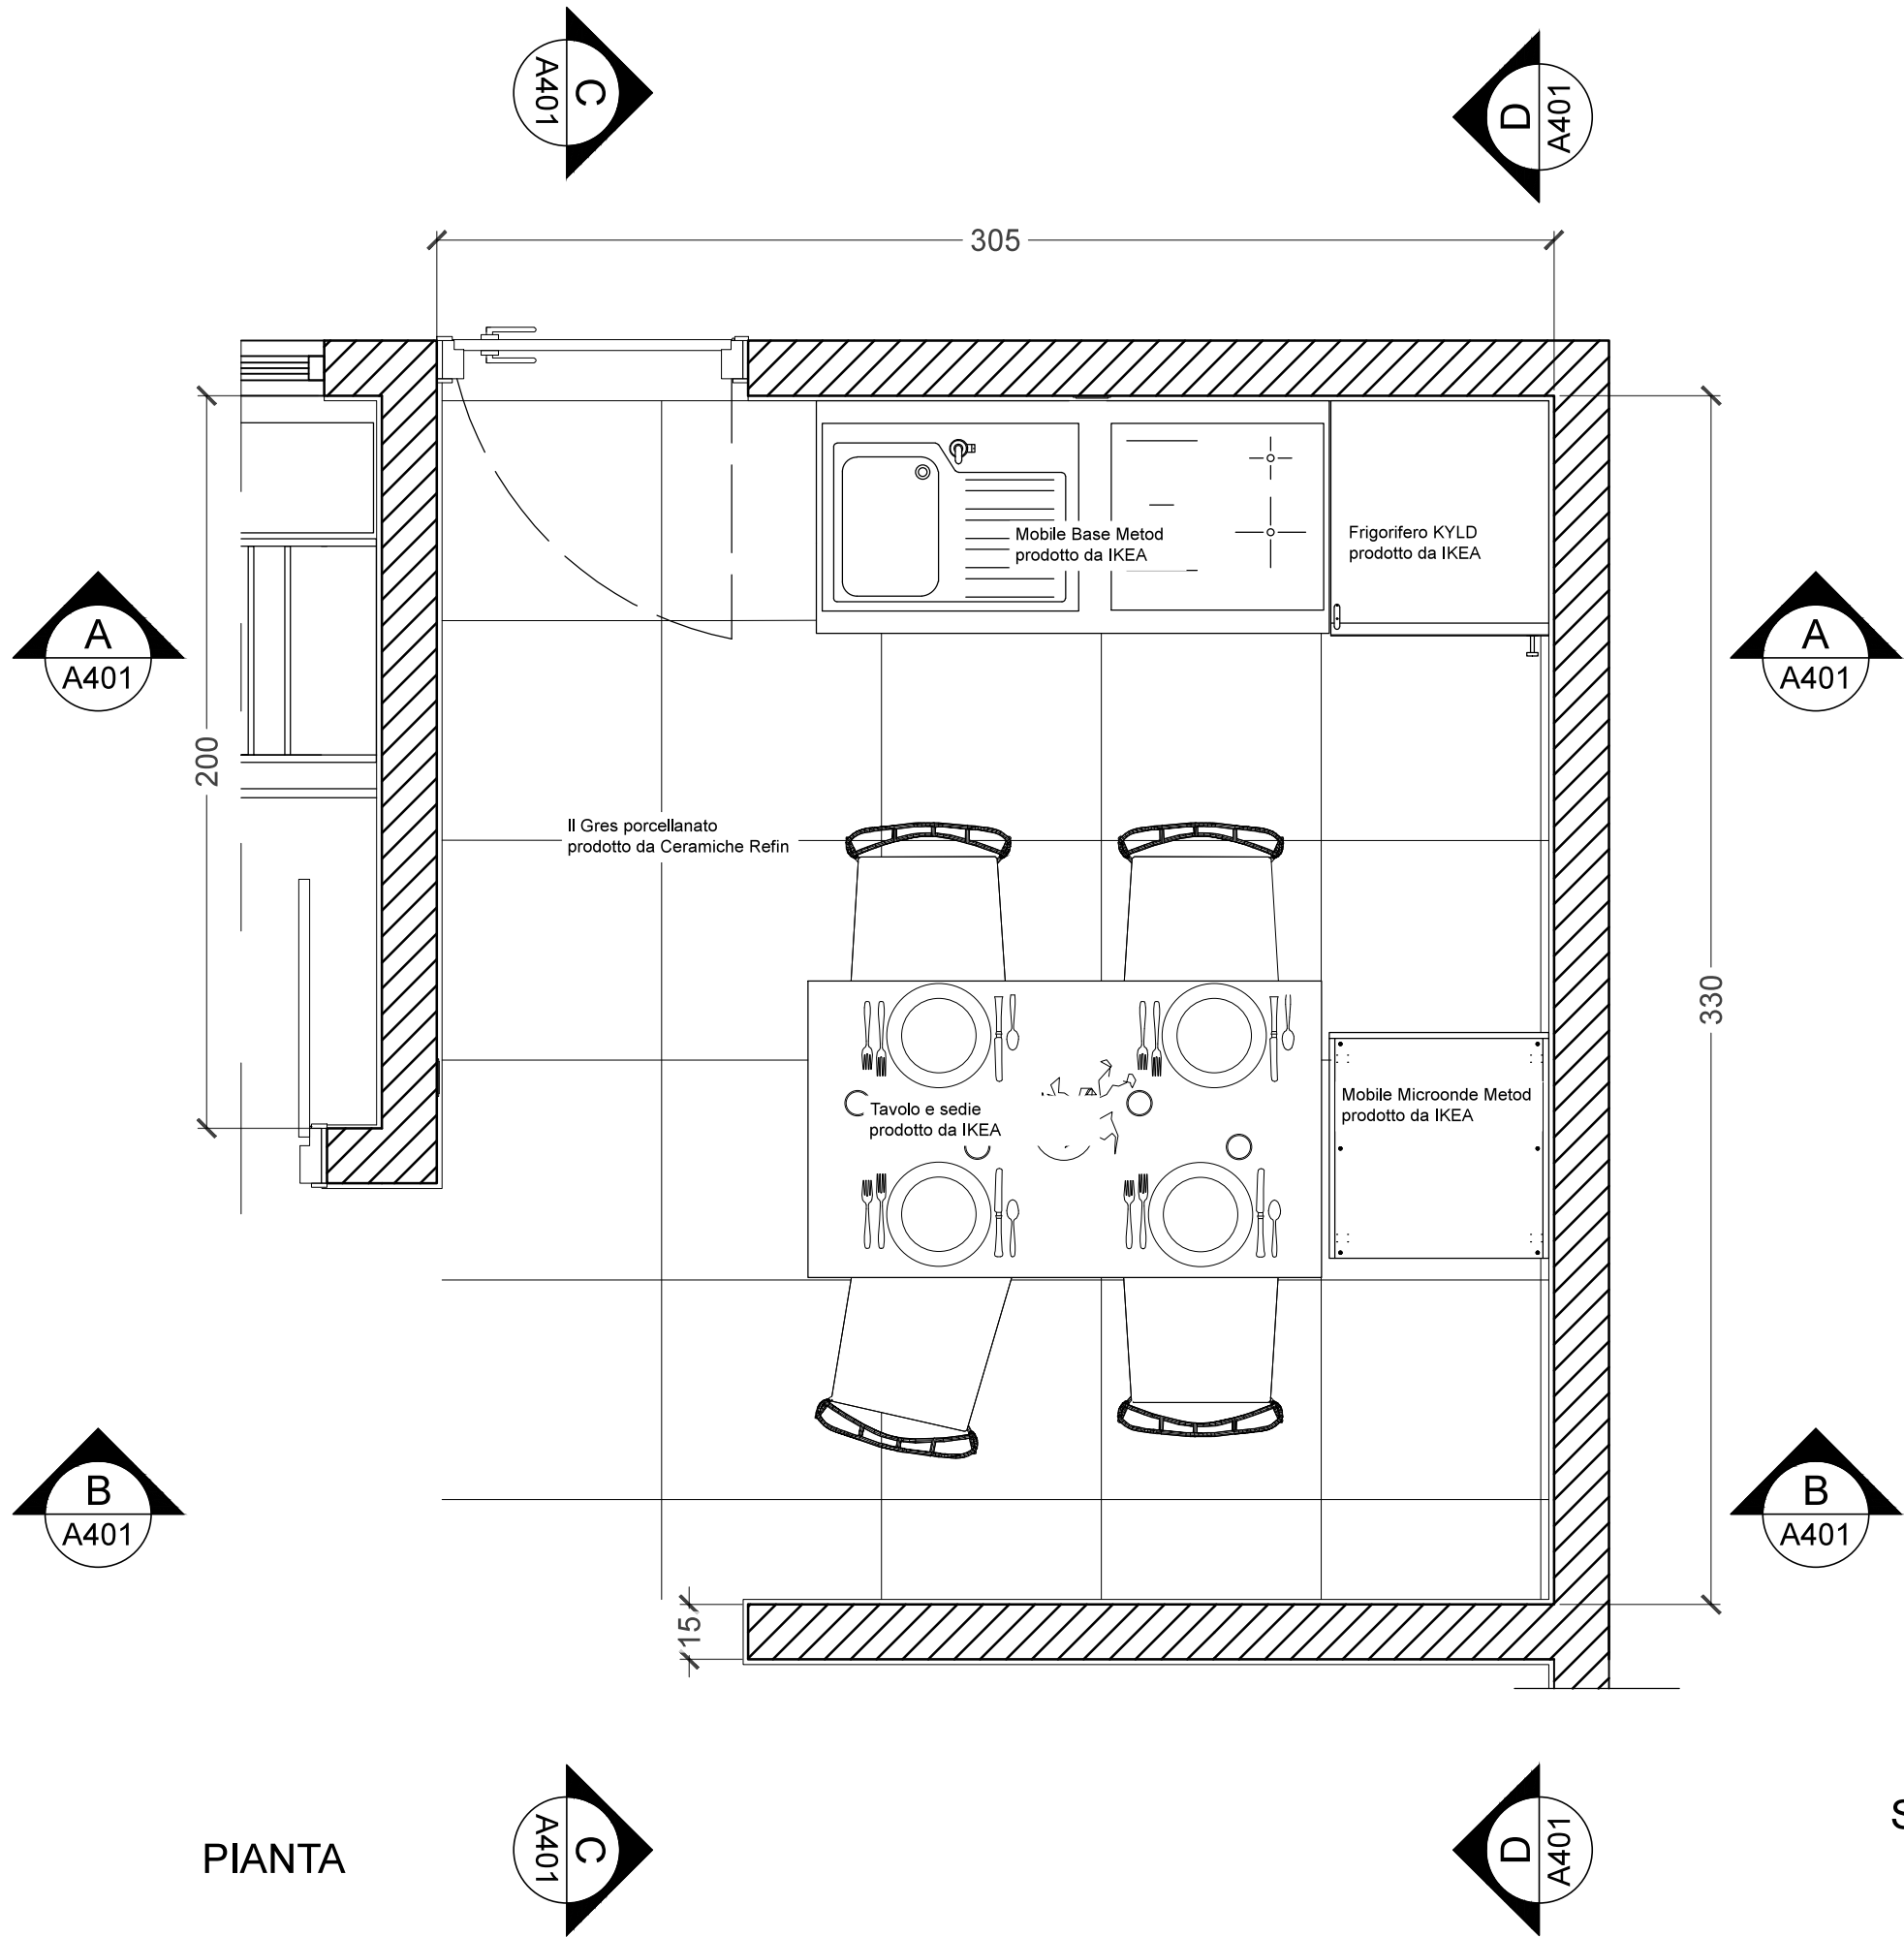 C
A401
D
A401
305
A
A401
A
A401
200
Mobile Base Metod
prodotto da IKEA
Frigorifero KYLD
prodotto da IKEA
Il Gres porcellanato
prodotto da Ceramiche Refin
330
Tavolo e sedie
prodotto da IKEA
Mobile Microonde Metod
prodotto da IKEA
B
A401
B
A401
15
PIANTA
C
A401
D
A401
S